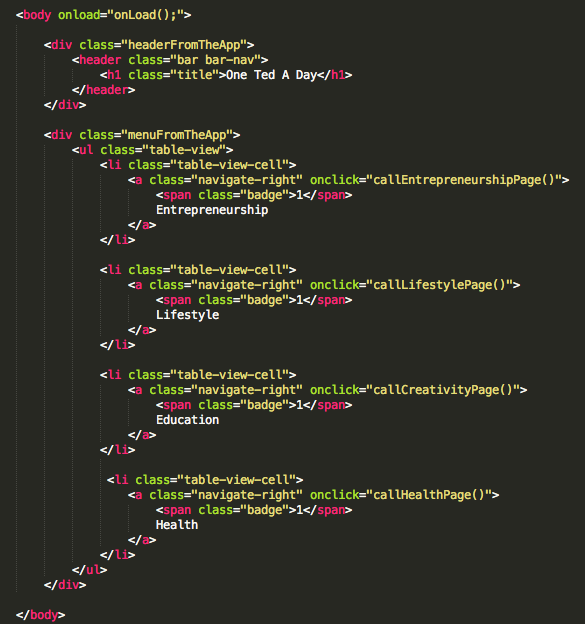 <body onload="onLoad();">
<div class="headerFromTheApp">
<header class="bar bar-nav">
<h1 class="title">One Ted A Day</h1>
</header>
</div>
<div class="menuFromTheApp">
<ul class="table-view">
<li class="table-view-cell">
<a class="navigate-right" onclick="callEntrepreneurshipPage()">
<span class="badge">1</span>
Entrepreneurship
</a>
</li>
<li class="table-view-cell">
<a class="navigate-right" onclick="callLifestylePage()">
<span class="badge">1</span>
Lifestyle
</a>
</li>
<li class="table-view-cell">
<a class="navigate-right" onclick="callCreativityPage()">
<span class="badge">1</span>
Education
</a>
</li>
<li class="table-view-cell">
<a class="navigate-right" onclick="callHealthPage()">
<span class="badge">1</span>
Health
</a>
</li>
</ul>
</div>
</body>